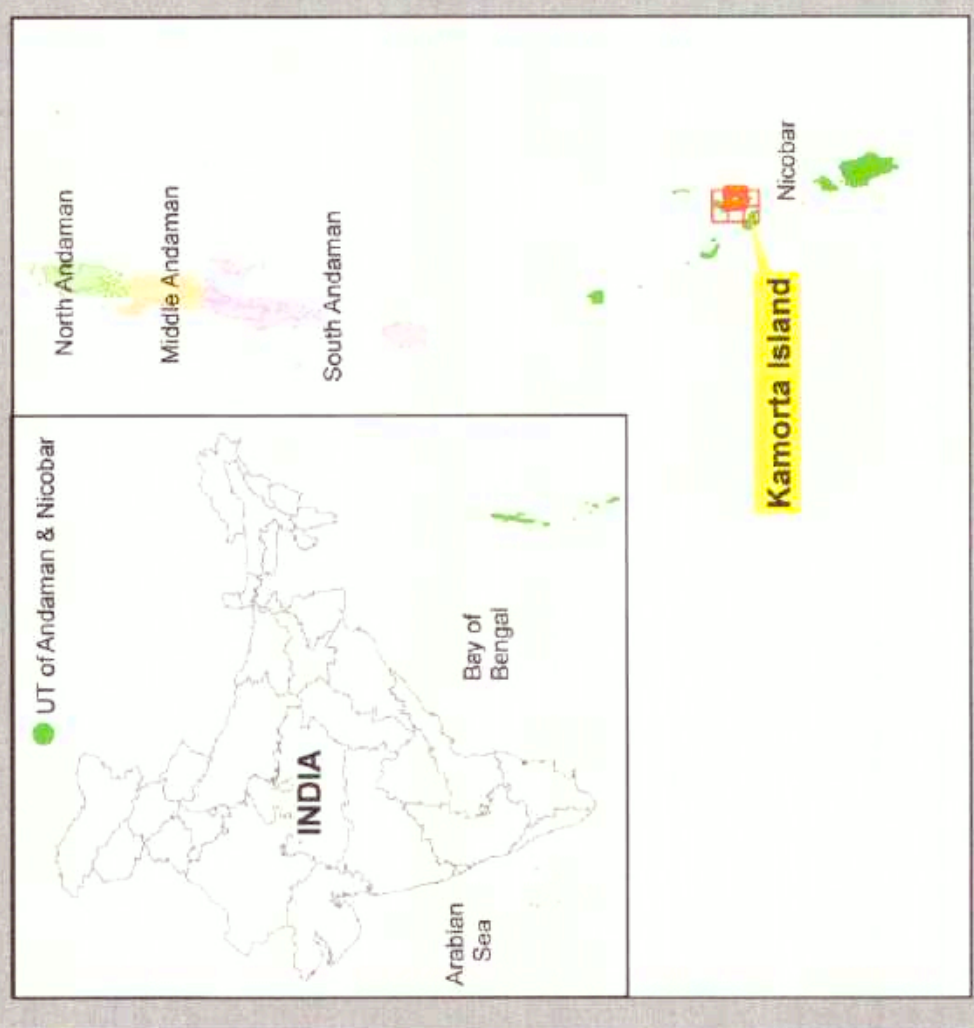 UT of Andaman & Nicobar
INDIA
Arabian
Sea
Bay of
Bengal
North Andaman
Middle Andaman
South Andaman
Nicobar
Kamorta Island